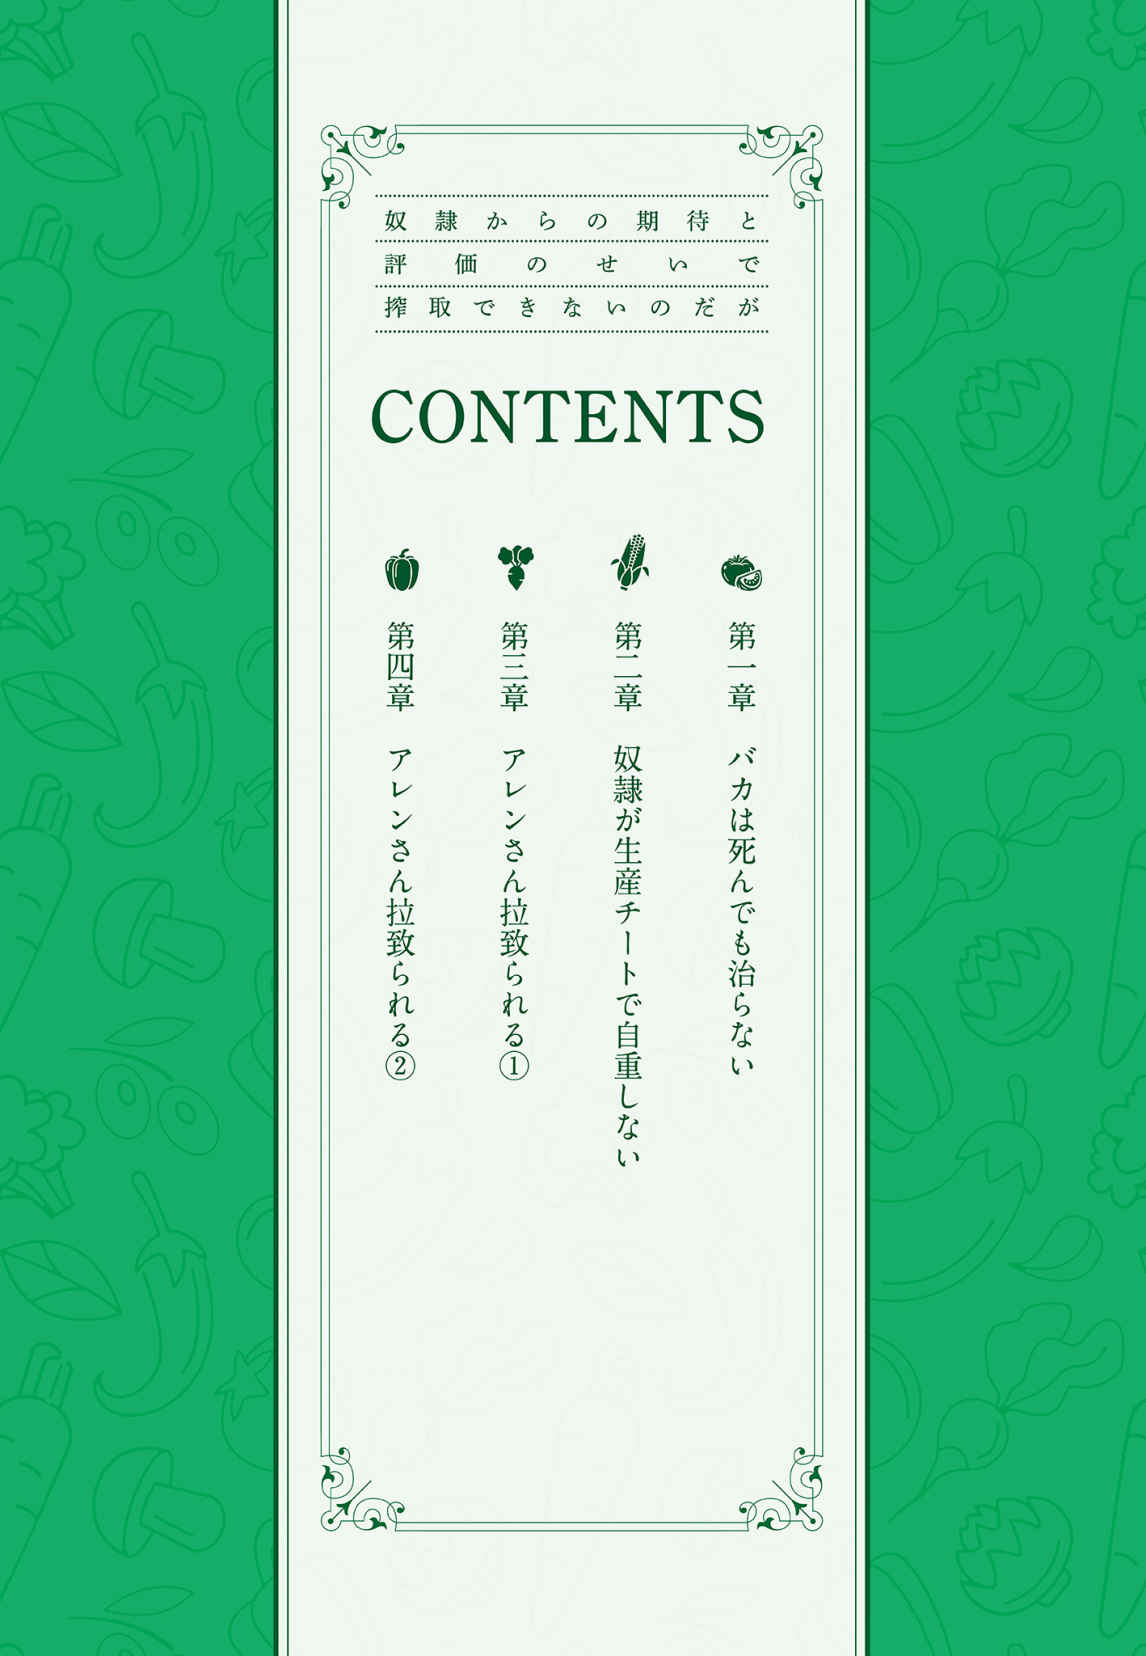 奴隷からの期待と
評価のせいで
搾取できないのだが
CONTENTS
第一章 バカは死んでも治らない
第二章 奴隷が生産チートで自重しない
第三章 アレンさん拉致られる①
第四章 アレンさん拉致られる②